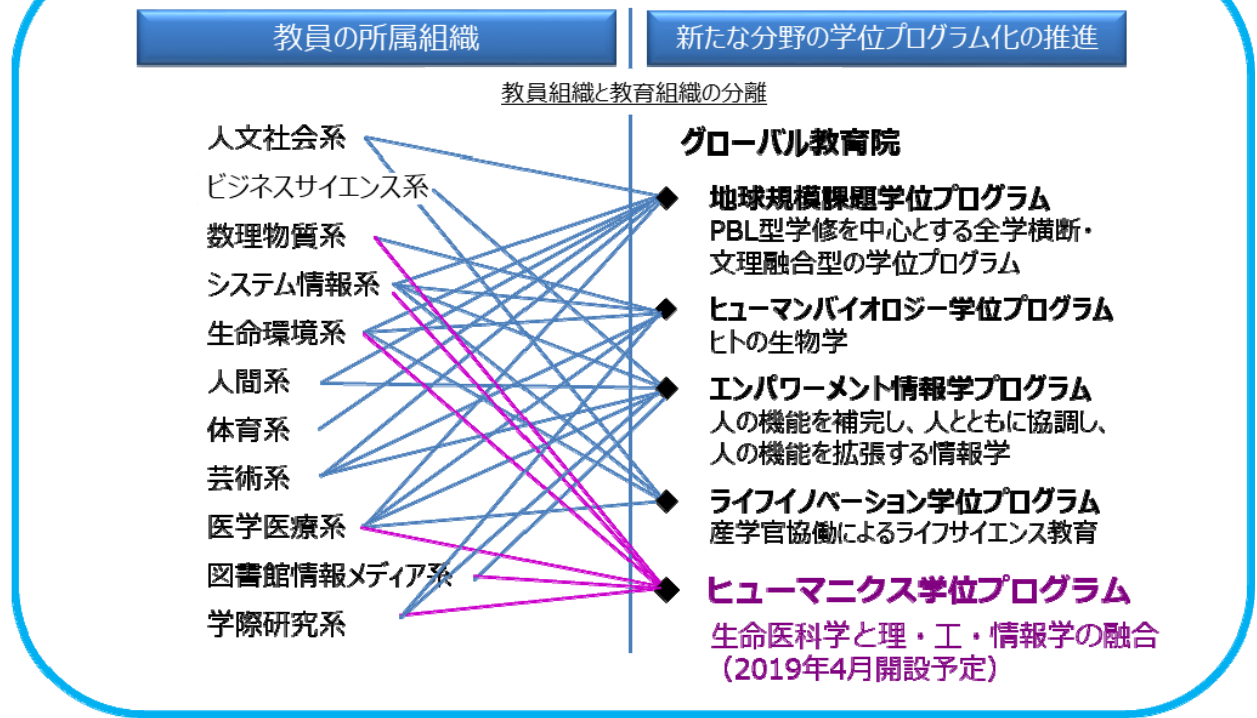 教員の所属組織
新たな分野の学位プログラム化の推進
教員組織と教育組織の分離
人文社会系
ビジネスサイエンス系
数理物質系
システム情報系
生命環境系
人間系
体育系
芸術系
医学医療系
図書館情報メディア系
学際研究系
グローバル教育院
◆ 地球規模課題学位プログラム
PBL型学修を中心とする全学横断・
文理融合型の学位プログラム
◆ ヒューマンバイオロジー学位プログラム
ヒトの生物学
◆ エンパワーメント情報学プログラム
人の機能を補完し、人とともに協調し、
人の機能を拡張する情報学
◆ ライフイノベーション学位プログラム
産学官協働によるライフサイエンス教育
◆ ヒューマニクス学位プログラム
生命医科学と理・工・情報学の融合
（2019年4月開設予定）